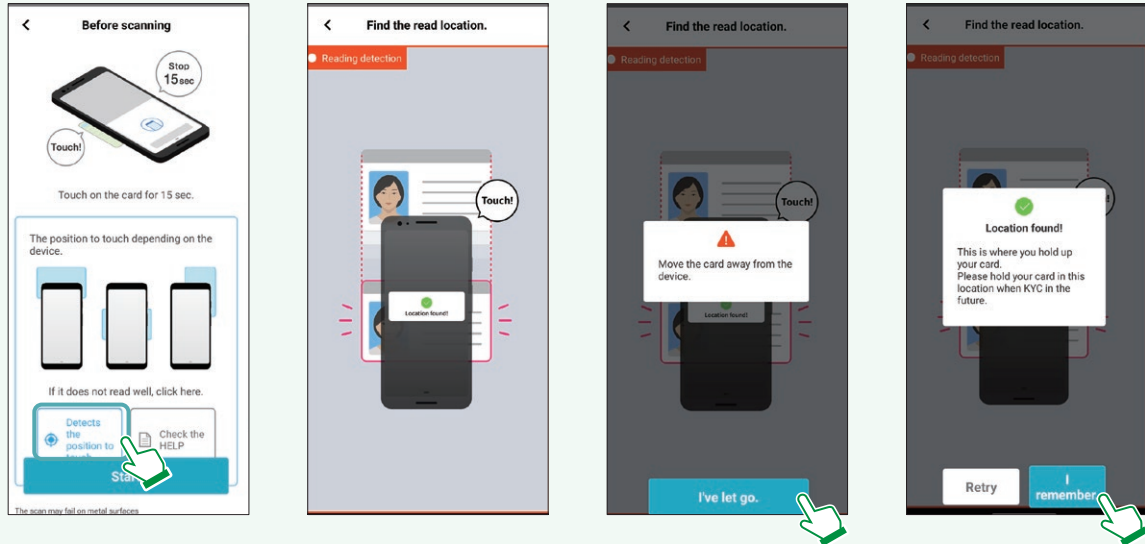 Before scanning
Stop
15sec
Touch!
Touch on the card for 15 sec.
The position to touch depending on the
device.
If it does not read well, click here.
Detects
the
position to
touch
Check the
HELP
Star
The scan may fail on metal surfaces
Find the read location.
Reading detection
Touch!
Location found!
Find the read location.
Reading detection
Touch!
Move the card away from the
device.
Location found!
I've let go.
Find the read location.
Reading detection
Location found!
This is where you hold up
your card.
Please hold your card in this
location when KYC in the
future.
Retry
I
remember.